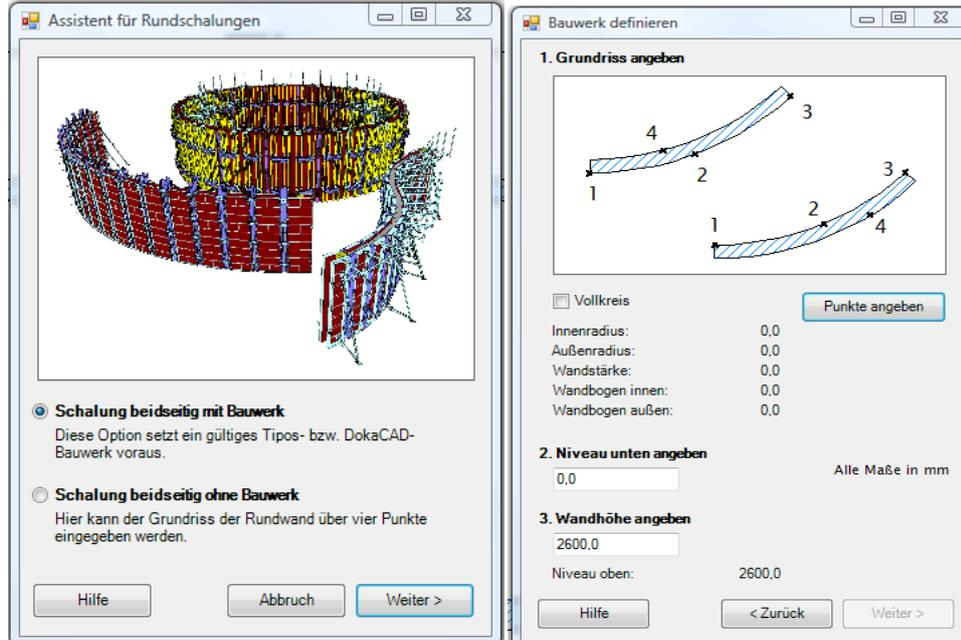 Assistent für Rundschalungen
Schalung beidseitig mit Bauwerk
Diese Option setzt ein gültiges Tipos- bzw. DokaCAD-
Bauwerk voraus.
Schalung beidseitig ohne Bauwerk
Hier kann der Grundriss der Rundwand über vier Punkte
eingegeben werden.
Hilfe
Abbruch
Weiter >
Bauwerk definieren
1. Grundriss angeben
3
4
2
1
3
2
1
4
Vollkreis
Punkte angeben
Innenradius: 0,0
Außenradius: 0,0
Wandstärke: 0,0
Wandbogen innen: 0,0
Wandbogen außen: 0,0
2. Niveau unten angeben
0,0
Alle Maße in mm
3. Wandhöhe angeben
2600,0
Niveau oben: 2600,0
Hilfe
< Zurück
Weiter >